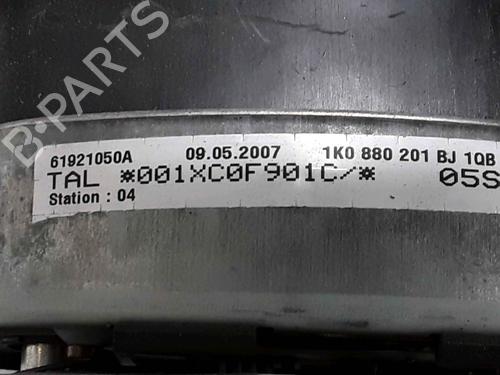 B-PARTS
61921050A 09.05.2007 1K0 880 201 BJ 1QB
TAL *001XC0F901C/* 05S
Station : 04